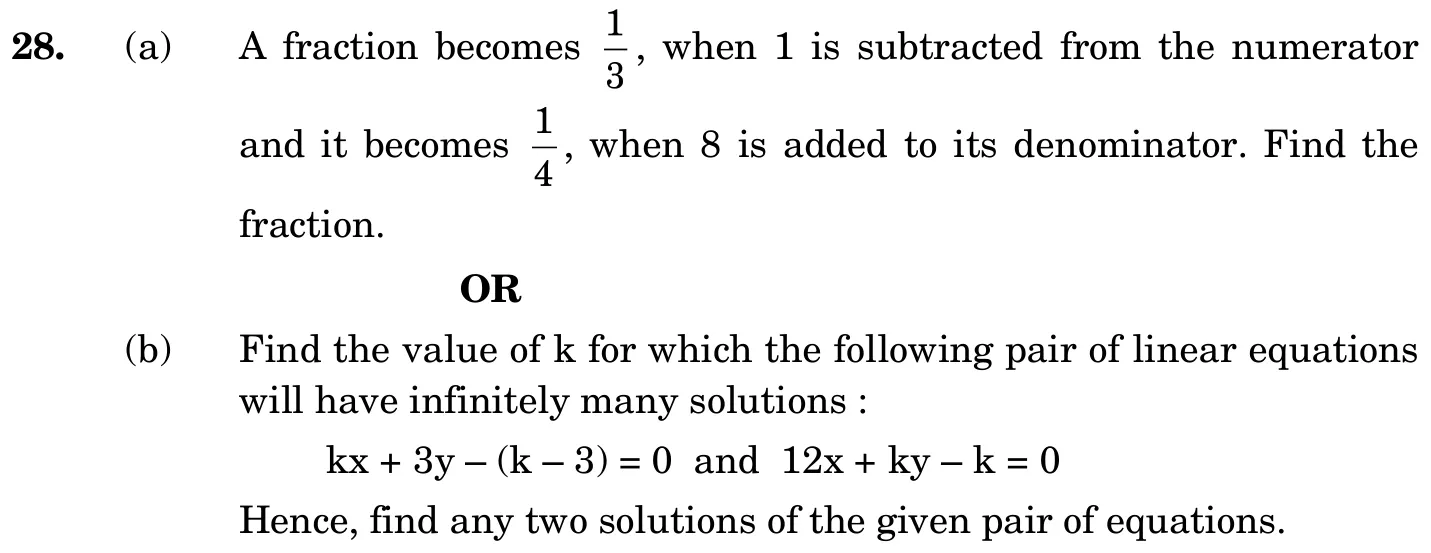 28. (a) A fraction becomes 1/3, when 1 is subtracted from the numerator
and it becomes 1/4, when 8 is added to its denominator. Find the
fraction.
OR
(b) Find the value of k for which the following pair of linear equations
will have infinitely many solutions :
kx + 3y – (k – 3) = 0 and 12x + ky – k = 0
Hence, find any two solutions of the given pair of equations.